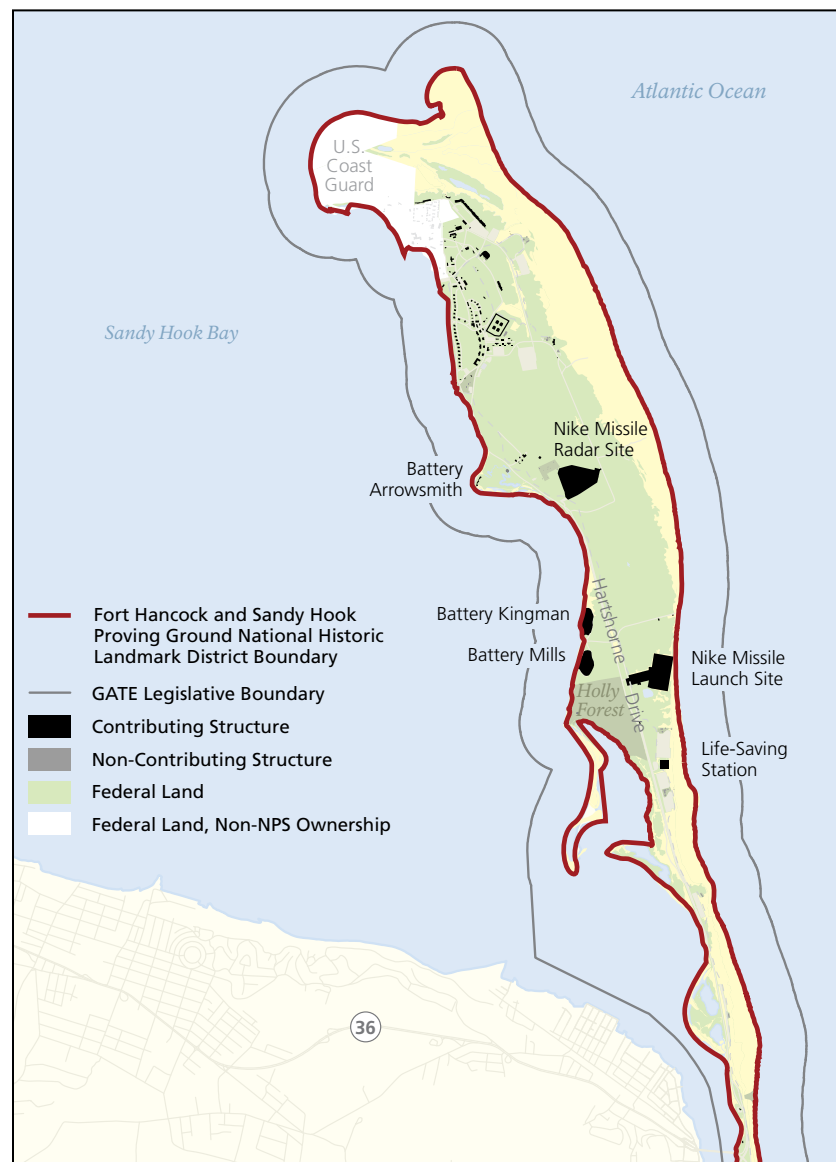 Atlantic Ocean
U.S.
Coast
Guard
Sandy Hook Bay
Nike Missile
Radar Site
Battery
Arrowsmith
Hartshorne Drive
Battery Kingman
Battery Mills
Nike Missile
Launch Site
Holly
Forest
Life-Saving
Station
Fort Hancock and Sandy Hook
Proving Ground National Historic
Landmark District Boundary
GATE Legislative Boundary
Contributing Structure
Non-Contributing Structure
Federal Land
Federal Land, Non-NPS Ownership
36